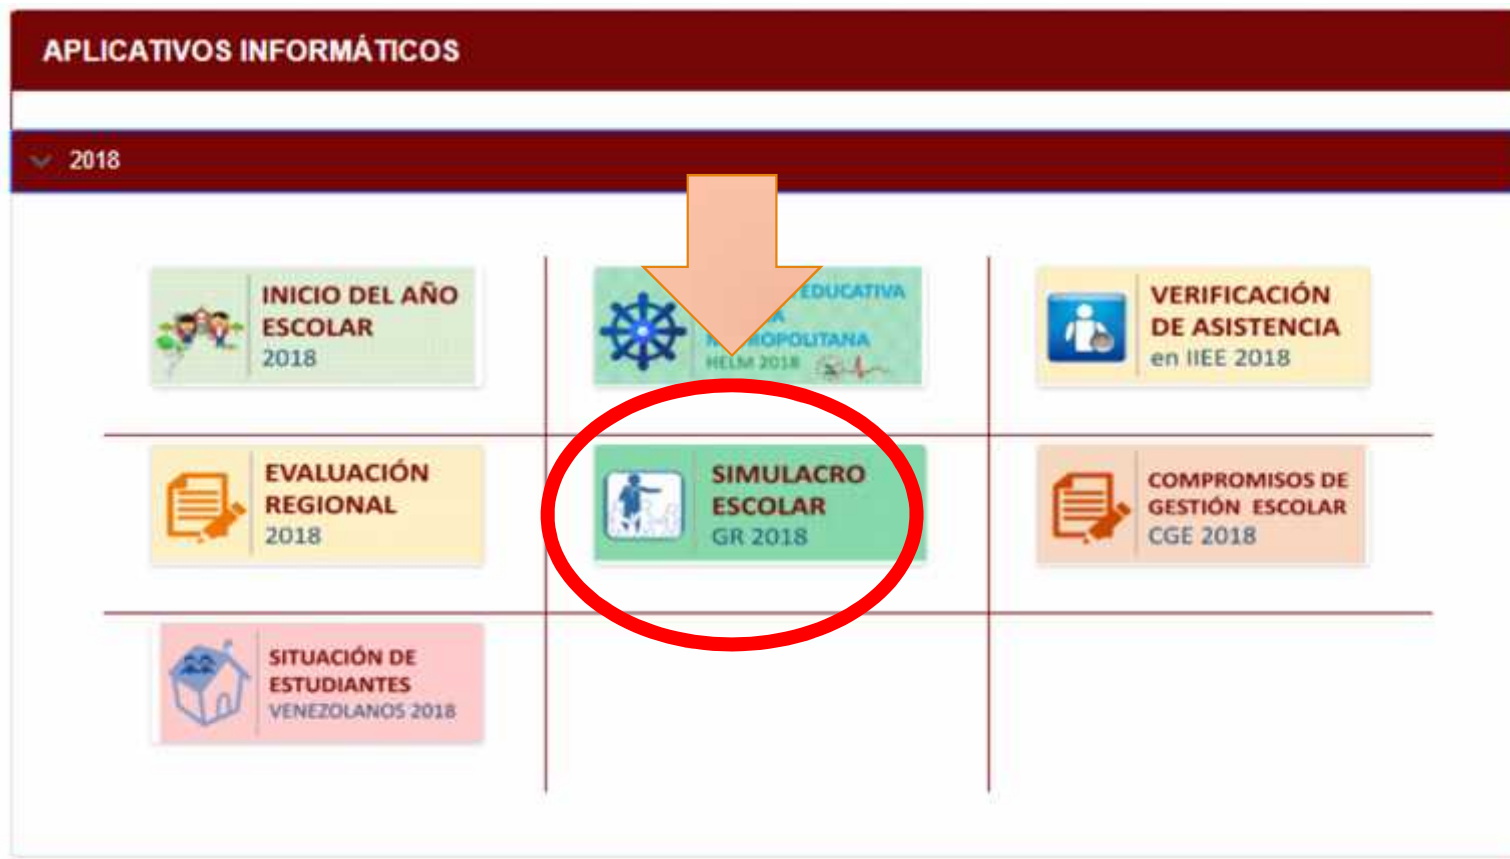 APLICATIVOS INFORMÁTICOS
2018
INICIO DEL AÑO
ESCOLAR
2018
EDUCATIVA
METROPOLITANA
HELM 2018
VERIFICACIÓN
DE ASISTENCIA
en IIEE 2018
EVALUACIÓN
REGIONAL
2018
SIMULACRO
ESCOLAR
GR 2018
COMPROMISOS DE
GESTIÓN ESCOLAR
CGE 2018
SITUACIÓN DE
ESTUDIANTES
VENEZOLANOS 2018